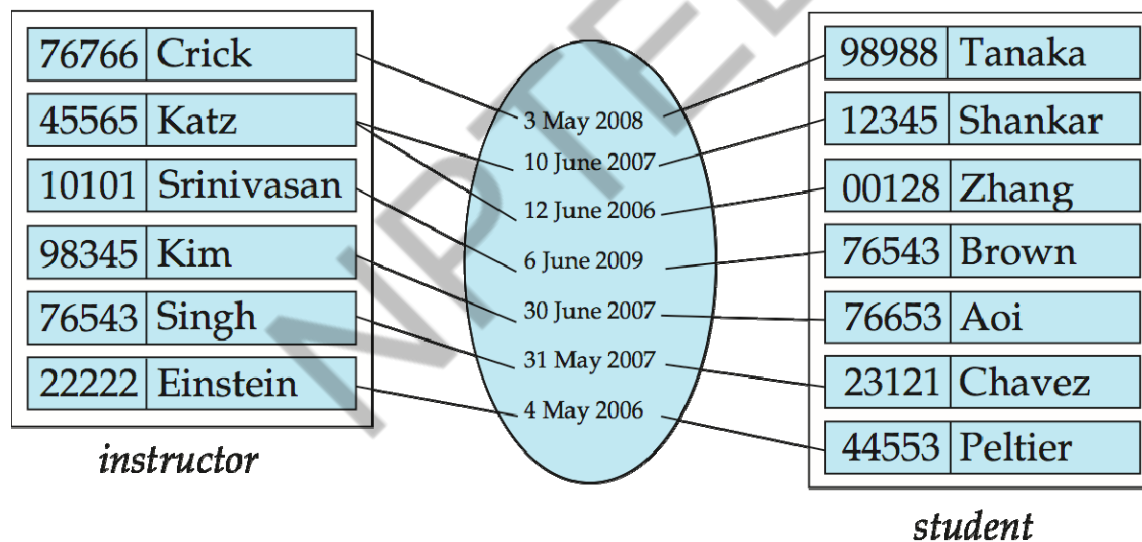 76766 Crick
45565 Katz
10101 Srinivasan
98345 Kim
76543 Singh
22222 Einstein
instructor
3 May 2008
10 June 2007
12 June 2006
6 June 2009
30 June 2007
31 May 2007
4 May 2006
98988 Tanaka
12345 Shankar
00128 Zhang
76543 Brown
76653 Aoi
23121 Chavez
44553 Peltier
student
NPTEL